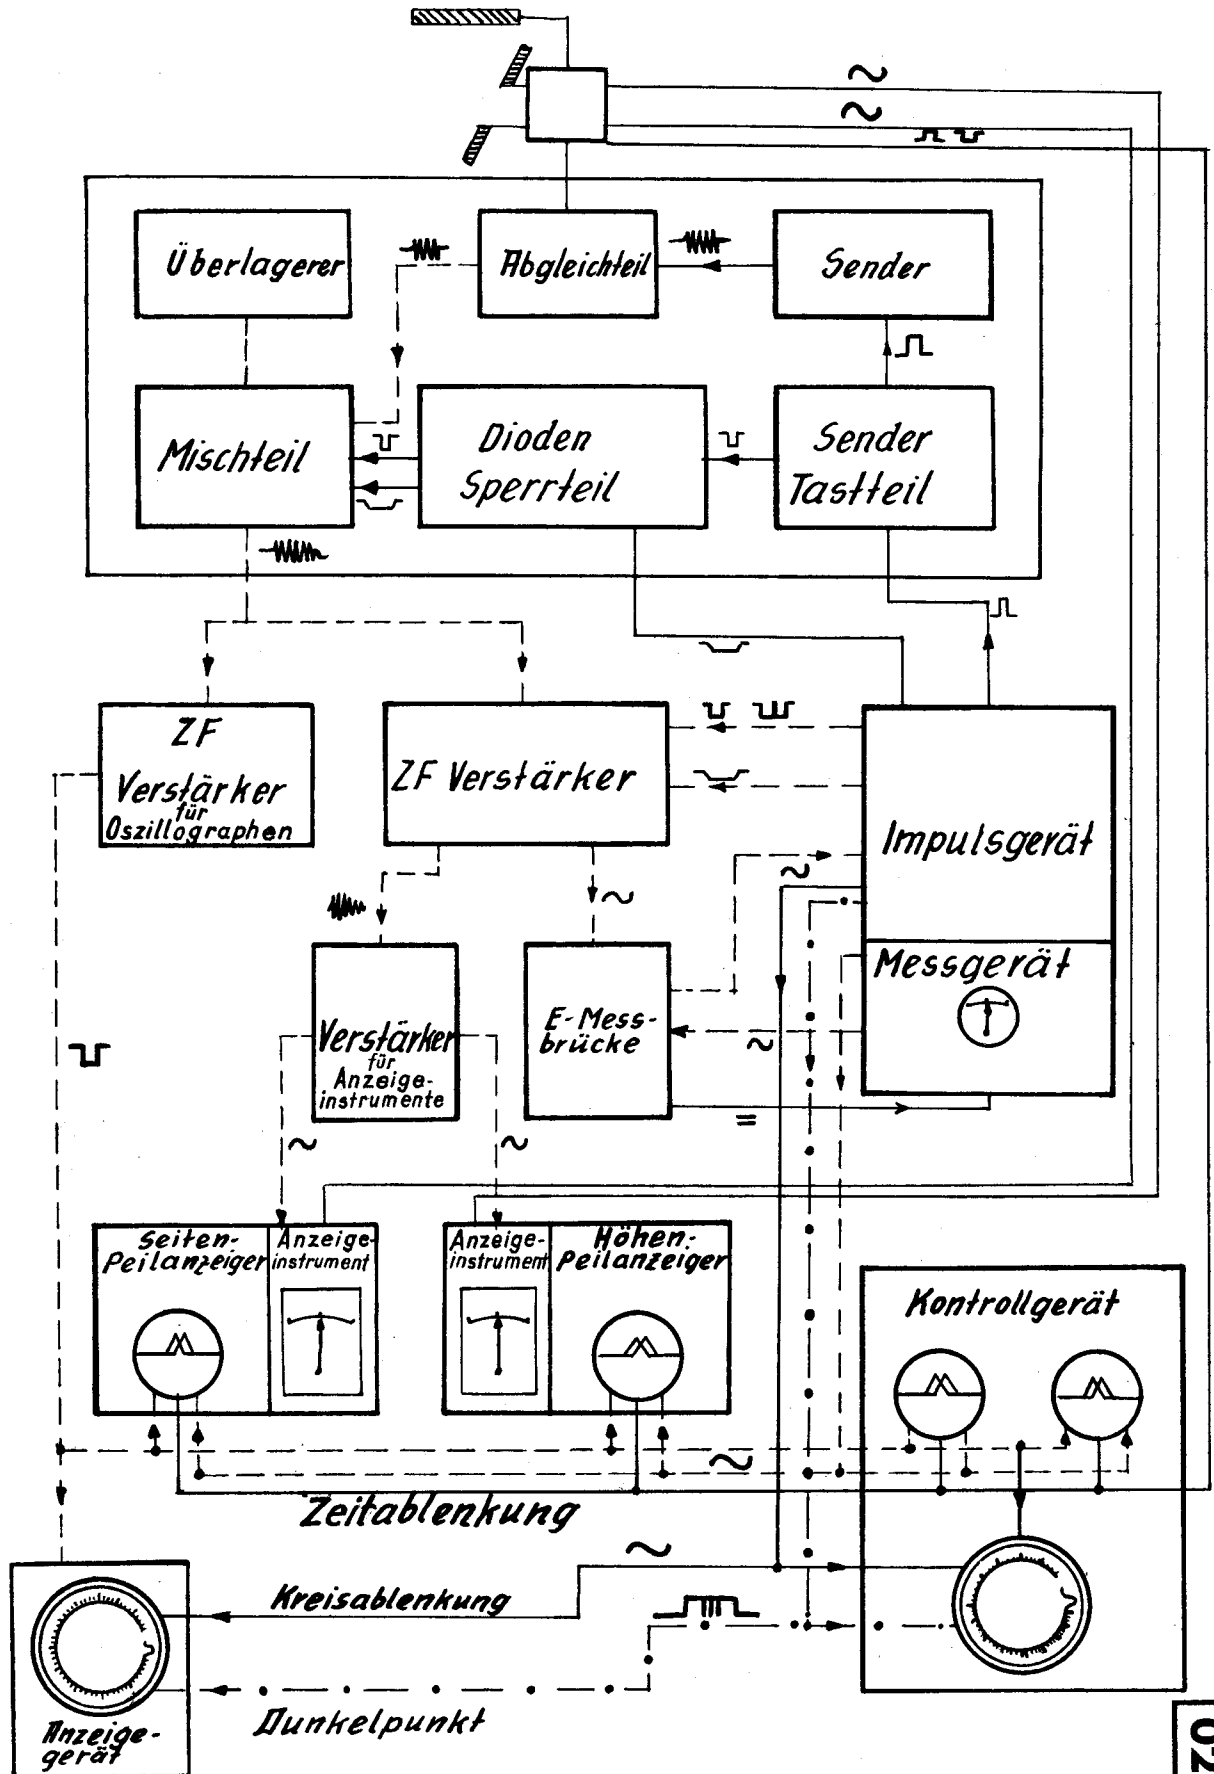 Überlagerer
Abgleichteil
Sender
Mischteil
Dioden
Sperrteil
Sender
Tastteil
ZF
Verstärker
für
Oszillographen
ZF Verstärker
Impulsgerät
Messgerät
Verstärker
für
Anzeige-
instrumente
E-Mess-
brücke
Seiten-
Peilanzeiger
Anzeige-
instrument
Anzeige-
instrument
Höhen-
Peilanzeiger
Kontrollgerät
Zeitablenkung
Kreisablenkung
Dunkelpunkt
Anzeige-
gerät